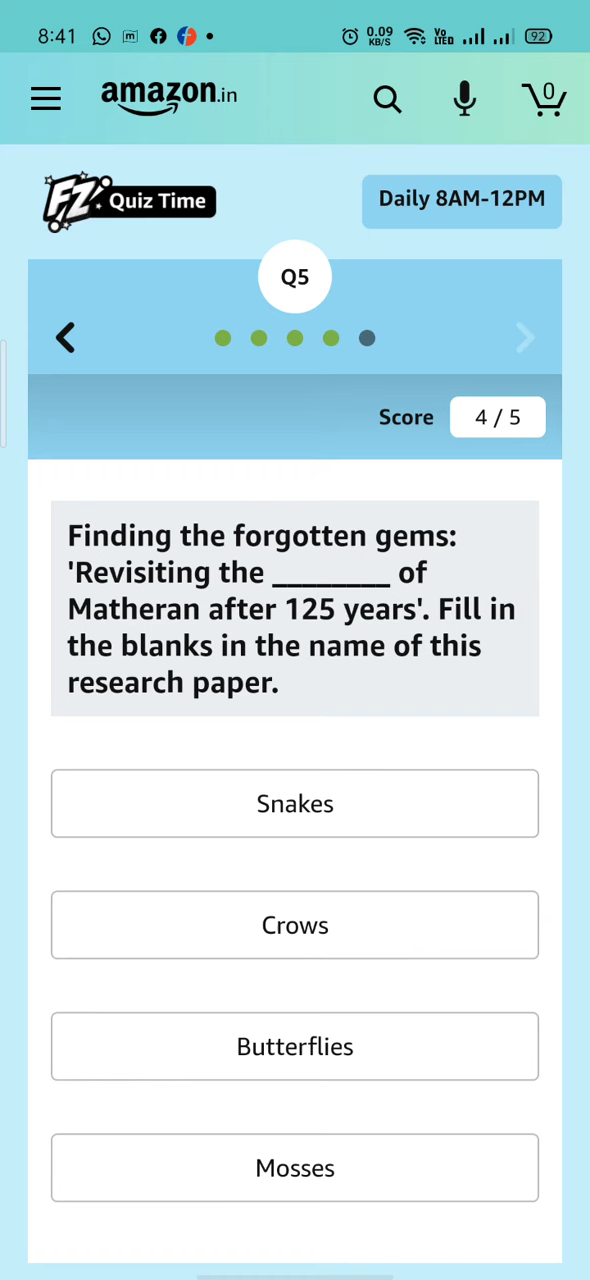 8:41 m f 0.09 KB/S Vo LTED 92
amazon.in 0
FZ Quiz Time Daily 8AM-12PM
Q5
Score 4 / 5
Finding the forgotten gems:
'Revisiting the ________ of
Matheran after 125 years'. Fill in
the blanks in the name of this
research paper.
Snakes
Crows
Butterflies
Mosses